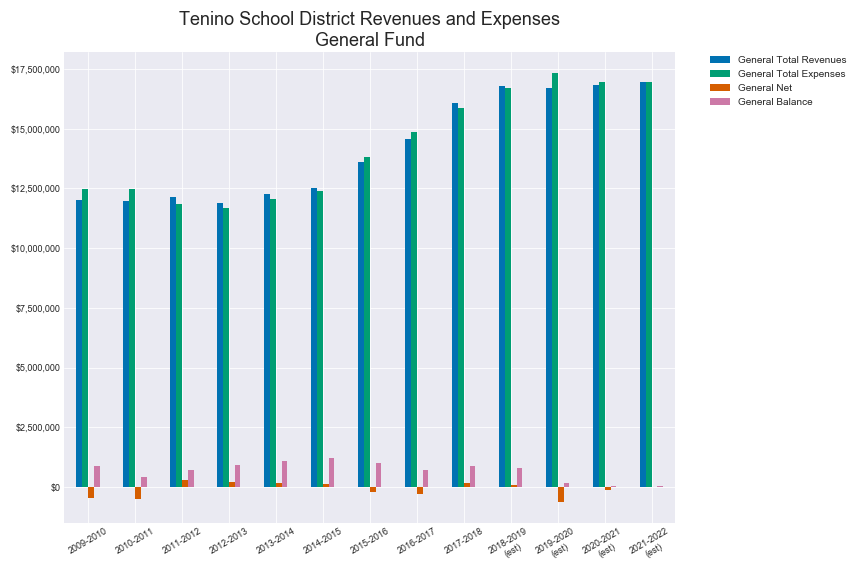 Tenino School District Revenues and Expenses
General Fund
General Total Revenues
General Total Expenses
General Net
General Balance
$17,500,000
$15,000,000
$12,500,000
$10,000,000
$7,500,000
$5,000,000
$2,500,000
$0
2009-2010
2010-2011
2011-2012
2012-2013
2013-2014
2014-2015
2015-2016
2016-2017
2017-2018
2018-2019
(est)
2019-2020
(est)
2020-2021
(est)
2021-2022
(est)